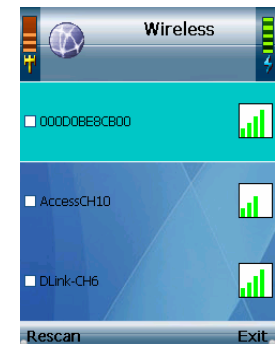 Wireless
000D0BE8CB00
AccessCH10
DLink-CH6
Rescan Exit